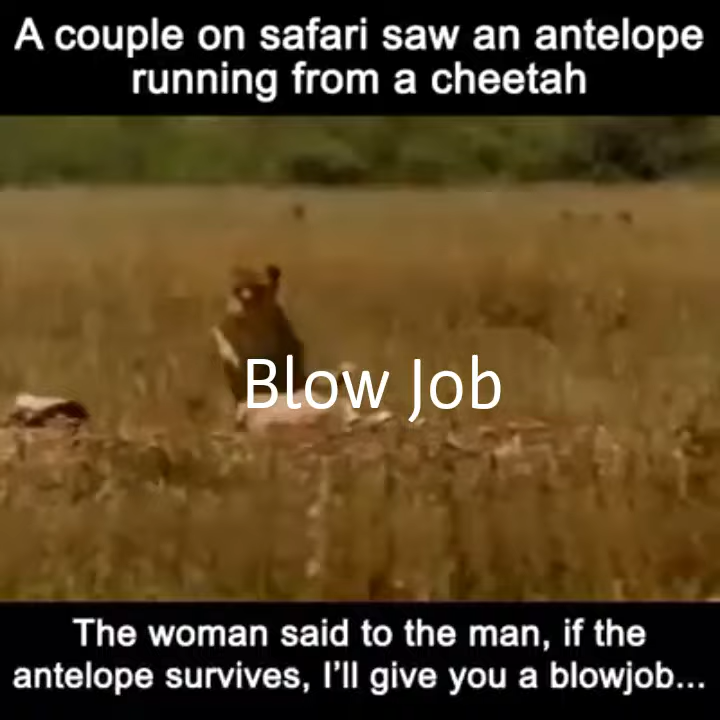 A couple on safari saw an antelope
running from a cheetah
Blow Job
The woman said to the man, if the
antelope survives, I’ll give you a blowjob...